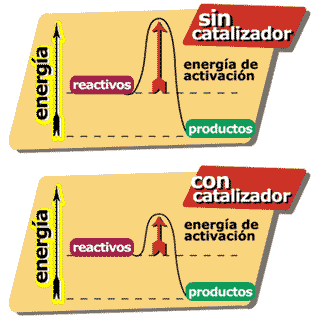 sin
catalizador
energía
reactivos
energía de
activación
productos
con
catalizador
energía
reactivos
energía de
activación
productos